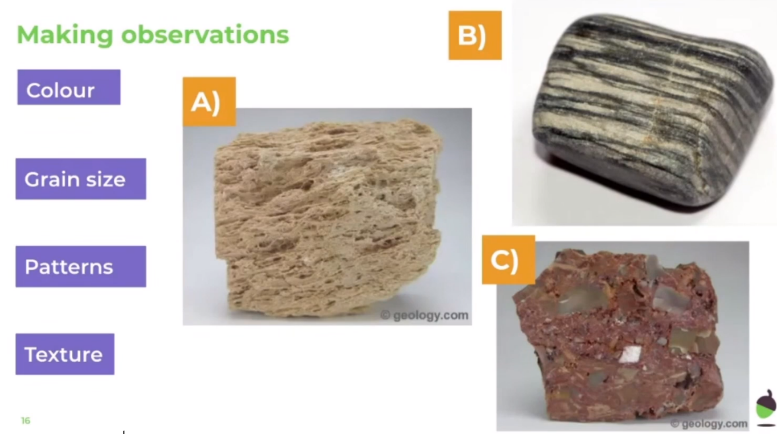 Making observations
B)
Colour
A)
Grain size
C)
Patterns
© geology.com
Texture
16
© geology.com